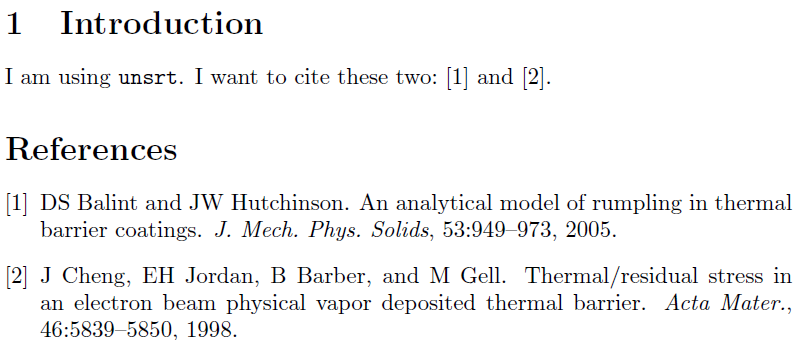 1 Introduction
I am using unsrt. I want to cite these two: [1] and [2].
References
[1] DS Balint and JW Hutchinson. An analytical model of rumpling in thermal
barrier coatings. J. Mech. Phys. Solids, 53:949–973, 2005.
[2] J Cheng, EH Jordan, B Barber, and M Gell. Thermal/residual stress in
an electron beam physical vapor deposited thermal barrier. Acta Mater.,
46:5839–5850, 1998.